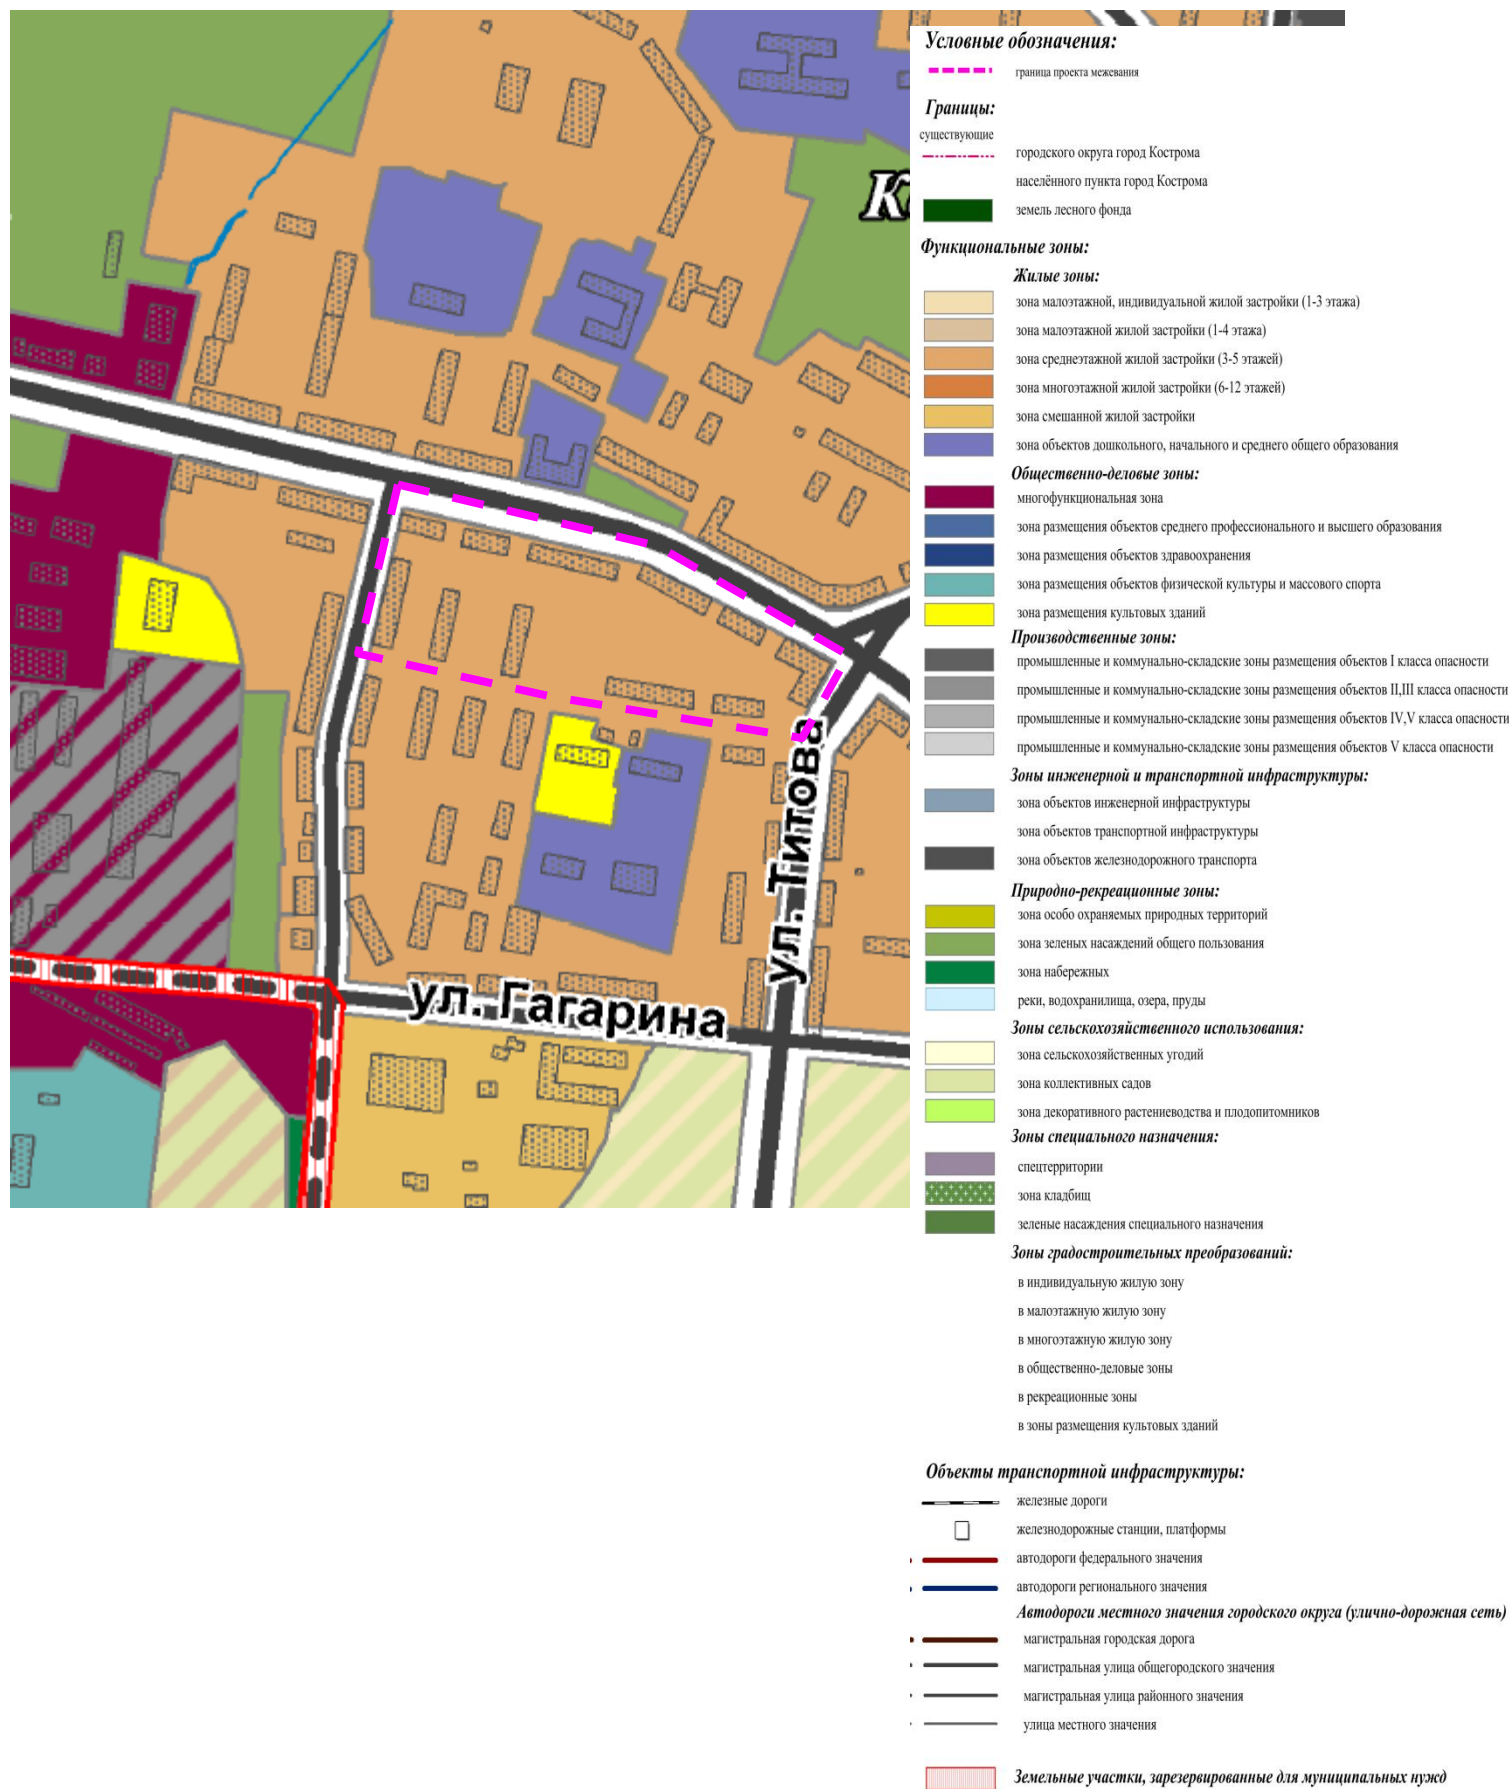 К
ул. Титова
ул. Гагарина
Условные обозначения:
граница проекта межевания
Границы:
существующие
городского округа город Кострома
населённого пункта город Кострома
земель лесного фонда
Функциональные зоны:
Жилые зоны:
зона малоэтажной, индивидуальной жилой застройки (1-3 этажа)
зона малоэтажной жилой застройки (1-4 этажа)
зона среднеэтажной жилой застройки (3-5 этажей)
зона многоэтажной жилой застройки (6-12 этажей)
зона смешанной жилой застройки
зона объектов дошкольного, начального и среднего общего образования
Общественно-деловые зоны:
многофункциональная зона
зона размещения объектов среднего профессионального и высшего образования
зона размещения объектов здравоохранения
зона размещения объектов физической культуры и массового спорта
зона размещения культовых зданий
Производственные зоны:
промышленные и коммунально-складские зоны размещения объектов I класса опасности
промышленные и коммунально-складские зоны размещения объектов II,III класса опасности
промышленные и коммунально-складские зоны размещения объектов IV,V класса опасности
промышленные и коммунально-складские зоны размещения объектов V класса опасности
Зоны инженерной и транспортной инфраструктуры:
зона объектов инженерной инфраструктуры
зона объектов транспортной инфраструктуры
зона объектов железнодорожного транспорта
Природно-рекреационные зоны:
зона особо охраняемых природных территорий
зона зеленых насаждений общего пользования
зона набережных
реки, водохранилища, озера, пруды
Зоны сельскохозяйственного использования:
зона сельскохозяйственных угодий
зона коллективных садов
зона декоративного растениеводства и плодопитомников
Зоны специального назначения:
спецтерритории
зона кладбищ
зеленые насаждения специального назначения
Зоны градостроительных преобразований:
в индивидуальную жилую зону
в малоэтажную жилую зону
в многоэтажную жилую зону
в общественно-деловые зоны
в рекреационные зоны
в зоны размещения культовых зданий
Объекты транспортной инфраструктуры:
железные дороги
железнодорожные станции, платформы
автодороги федерального значения
автодороги регионального значения
Автодороги местного значения городского округа (улично-дорожная сеть)
магистральная городская дорога
магистральная улица общегородского значения
магистральная улица районного значения
улица местного значения
Земельные участки, зарезервированные для муниципальных нужд